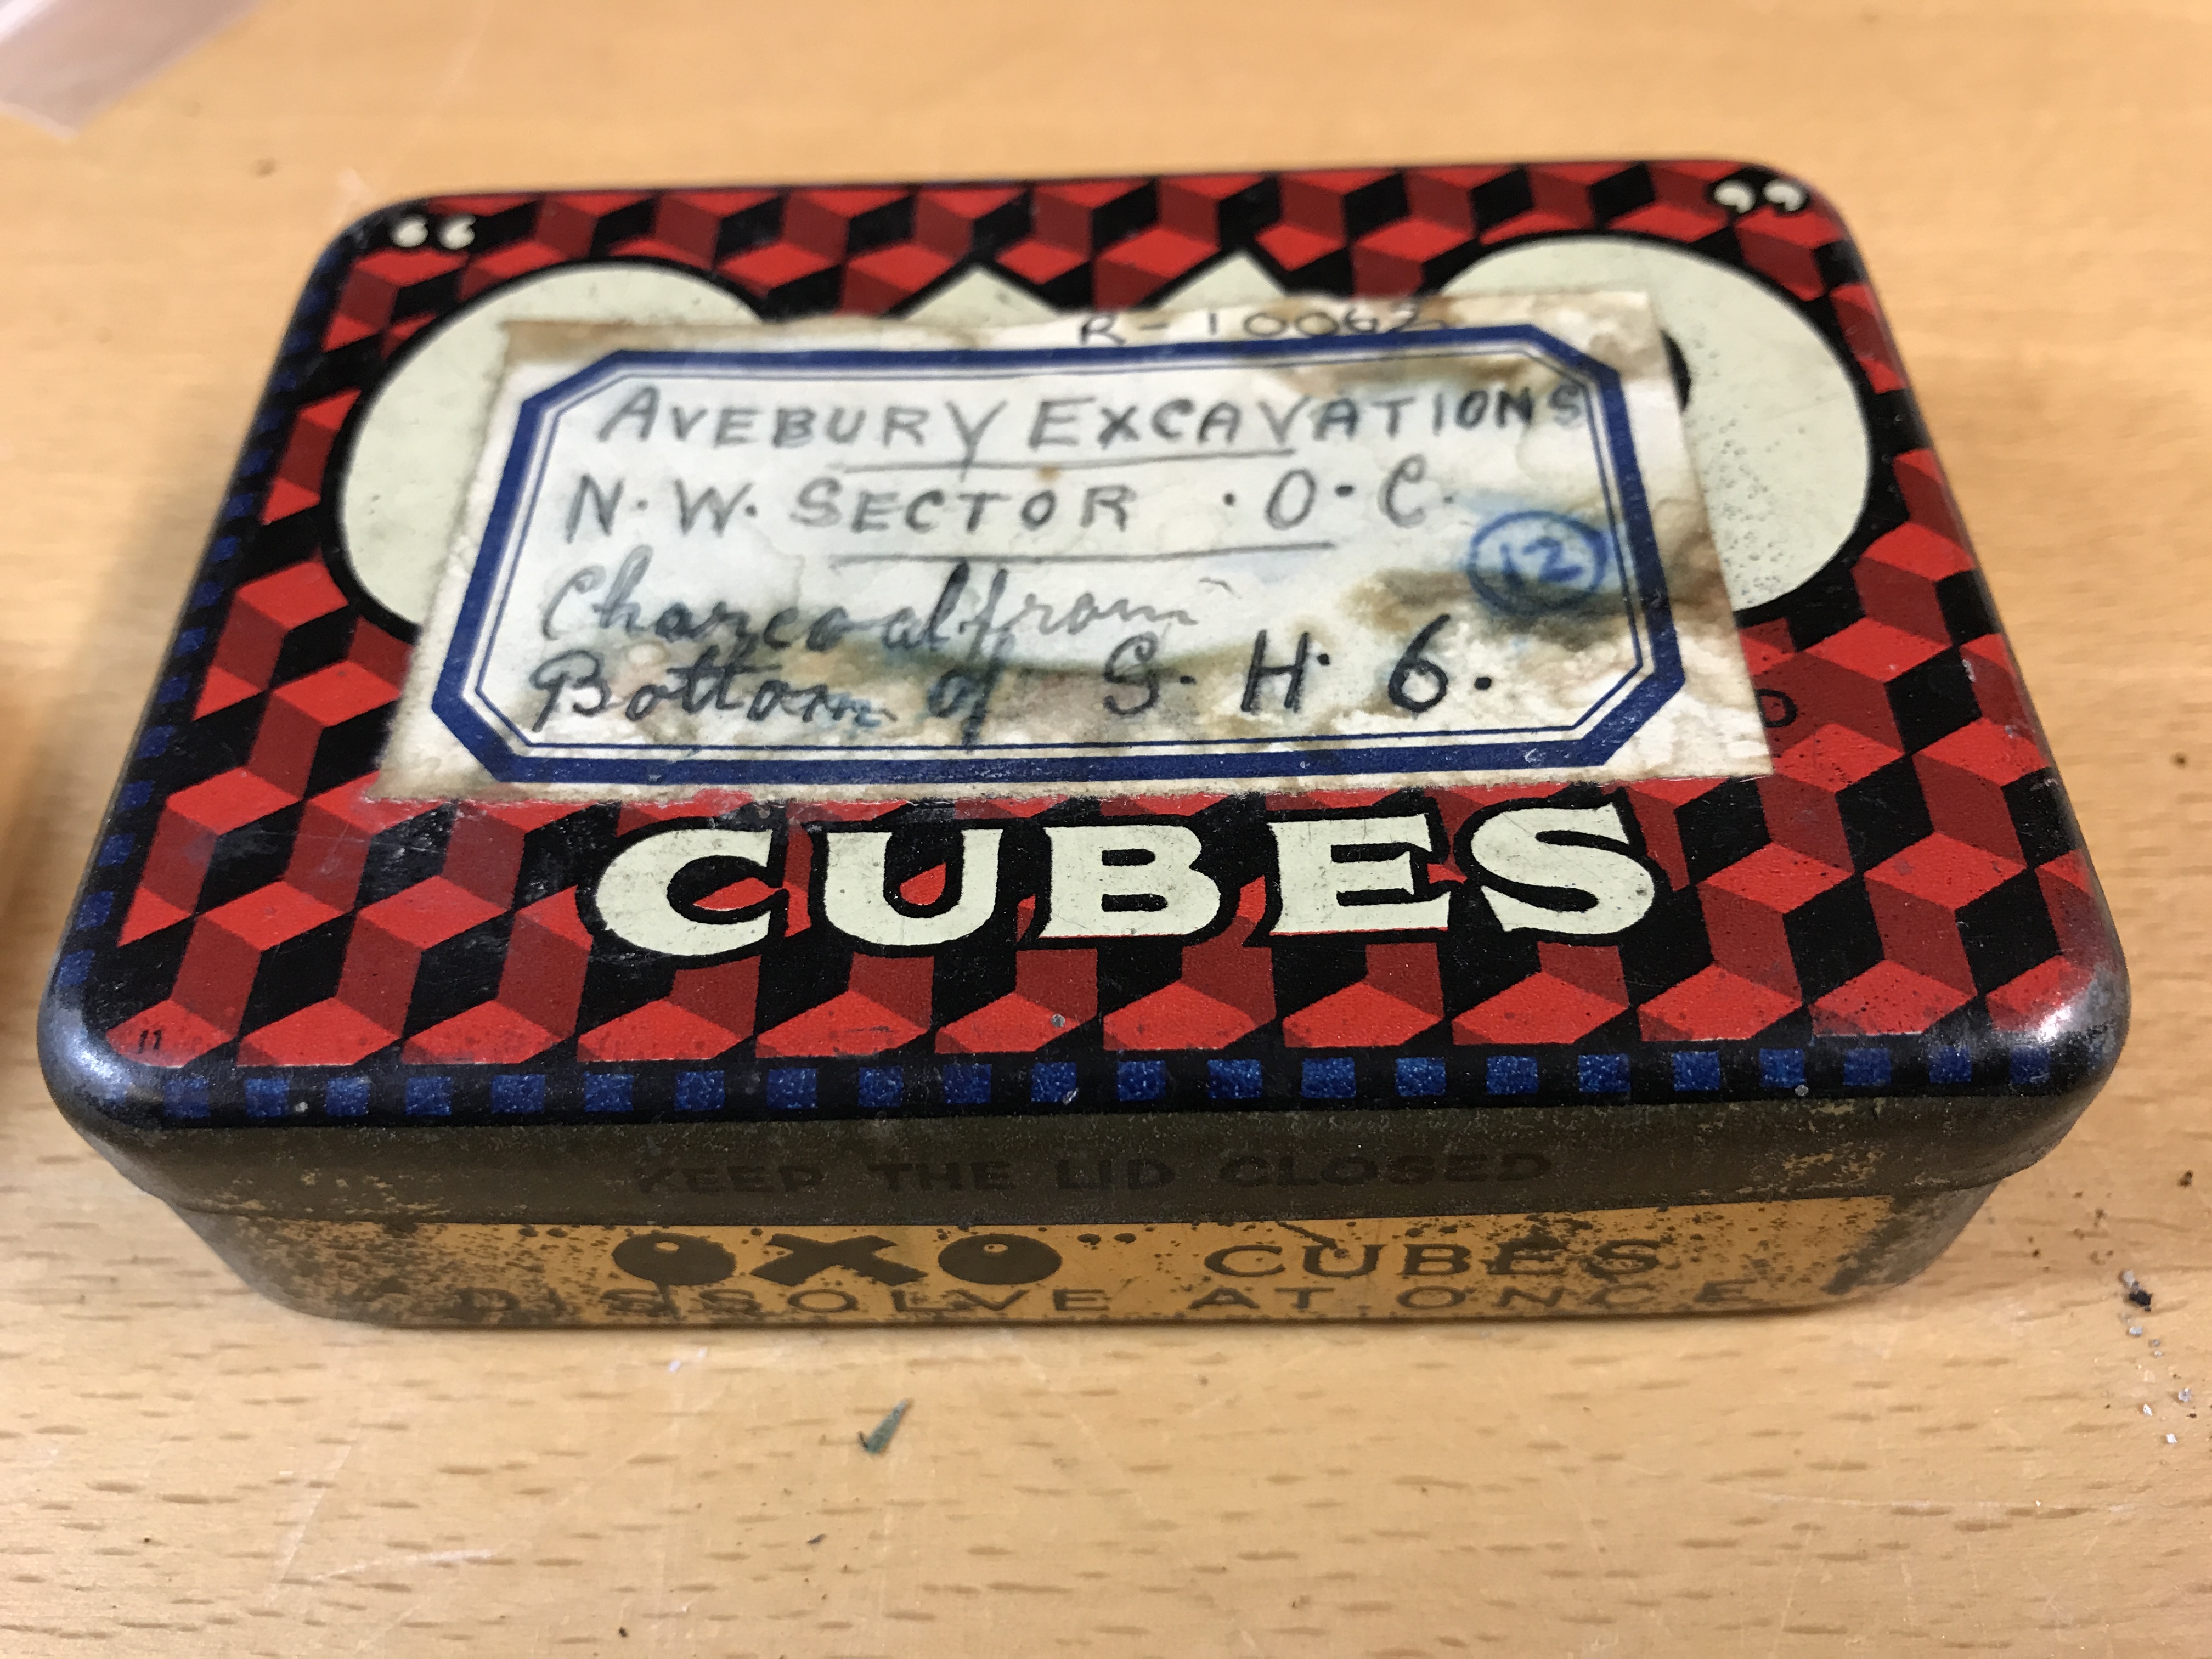 “ ”
R-10062
AVEBURY EXCAVATIONS
N.W. SECTOR · O.C.
12
Charcoal from
Bottom of S. H. 6.
CUBES
11
KEEP THE LID CLOSED
“OXO” CUBES
DISSOLVE AT ONCE